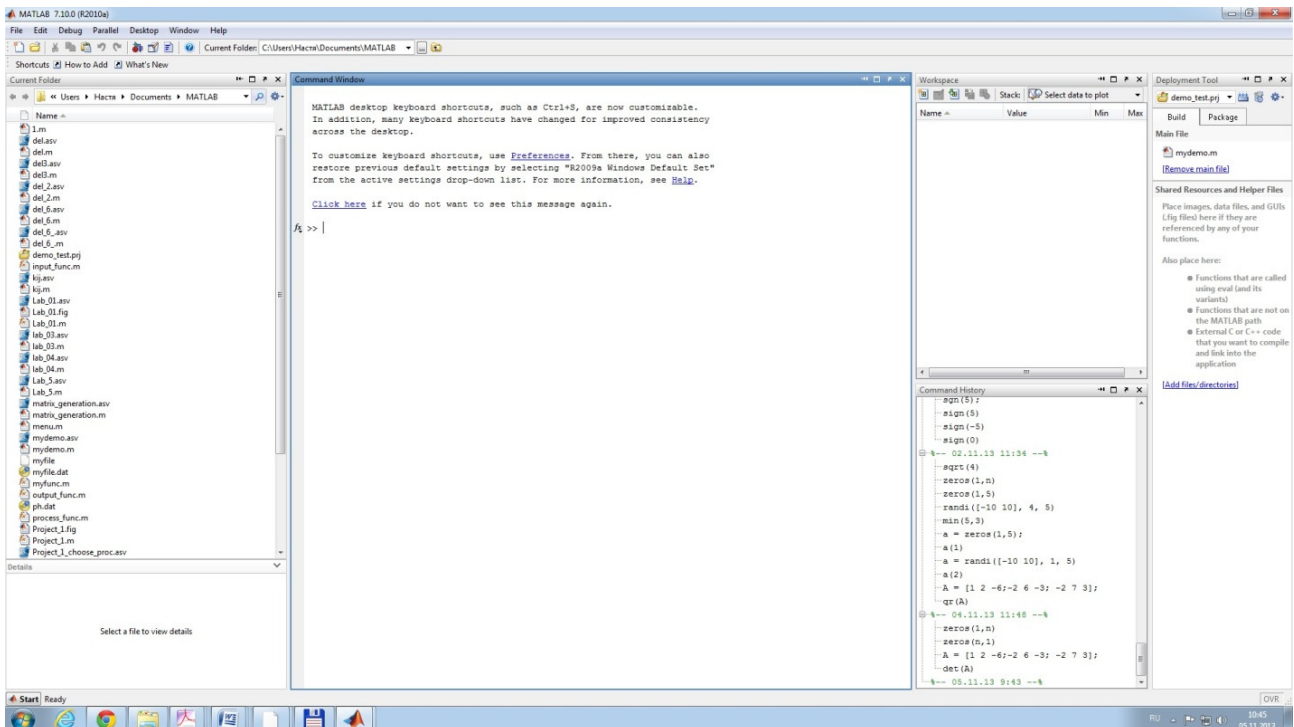 MATLAB 7.10.0 (R2010a)
File Edit Debug Parallel Desktop Window Help
Current Folder: C:\Users\Настя\Documents\MATLAB
Shortcuts How to Add What's New
Current Folder
« Users Настя Documents MATLAB
Name
1.m
del.asv
del.m
del3.asv
del3.m
del_2.asv
del_2.m
del_6.asv
del_6.m
del_6_.asv
del_6_.m
demo_test.prj
input_func.m
kij.asv
kij.m
Lab_01.asv
Lab_01.fig
Lab_01.m
lab_03.asv
lab_03.m
lab_04.asv
lab_04.m
Lab_5.asv
Lab_5.m
matrix_generation.asv
matrix_generation.m
menu.m
mydemo.asv
mydemo.m
myfile
myfile.dat
myfunc.m
output_func.m
ph.dat
process_func.m
Project_1.fig
Project_1.m
Project_1_choose_proc.asv
Details
Select a file to view details
Command Window
MATLAB desktop keyboard shortcuts, such as Ctrl+S, are now customizable.
In addition, many keyboard shortcuts have changed for improved consistency
across the desktop.
To customize keyboard shortcuts, use Preferences. From there, you can also
restore previous default settings by selecting "R2009a Windows Default Set"
from the active settings drop-down list. For more information, see Help.
Click here if you do not want to see this message again.
fx >>
Workspace
Stack: Select data to plot
Name Value Min Max
Command History
sgn(5);
sign(5)
sign(-5)
sign(0)
%-- 02.11.13 11:34 --%
sqrt(4)
zeros(1,n)
zeros(1,5)
randi([-10 10], 4, 5)
min(5,3)
a = zeros(1,5);
a(1)
a = randi([-10 10], 1, 5)
a(2)
A = [1 2 -6;-2 6 -3; -2 7 3];
qr(A)
%-- 04.11.13 11:48 --%
zeros(1,n)
zeros(n,1)
A = [1 2 -6;-2 6 -3; -2 7 3];
det(A)
%-- 05.11.13 9:43 --%
Deployment Tool
demo_test.prj
Build Package
Main File
mydemo.m
[Remove main file]
Shared Resources and Helper Files
Place images, data files, and GUIs
(.fig files) here if they are
referenced by any of your
functions.
Also place here:
Functions that are called
using eval (and its
variants)
Functions that are not on
the MATLAB path
External C or C++ code
that you want to compile
and link into the
application
[Add files/directories]
Start Ready
OVR
RU
10:45
05.11.2013